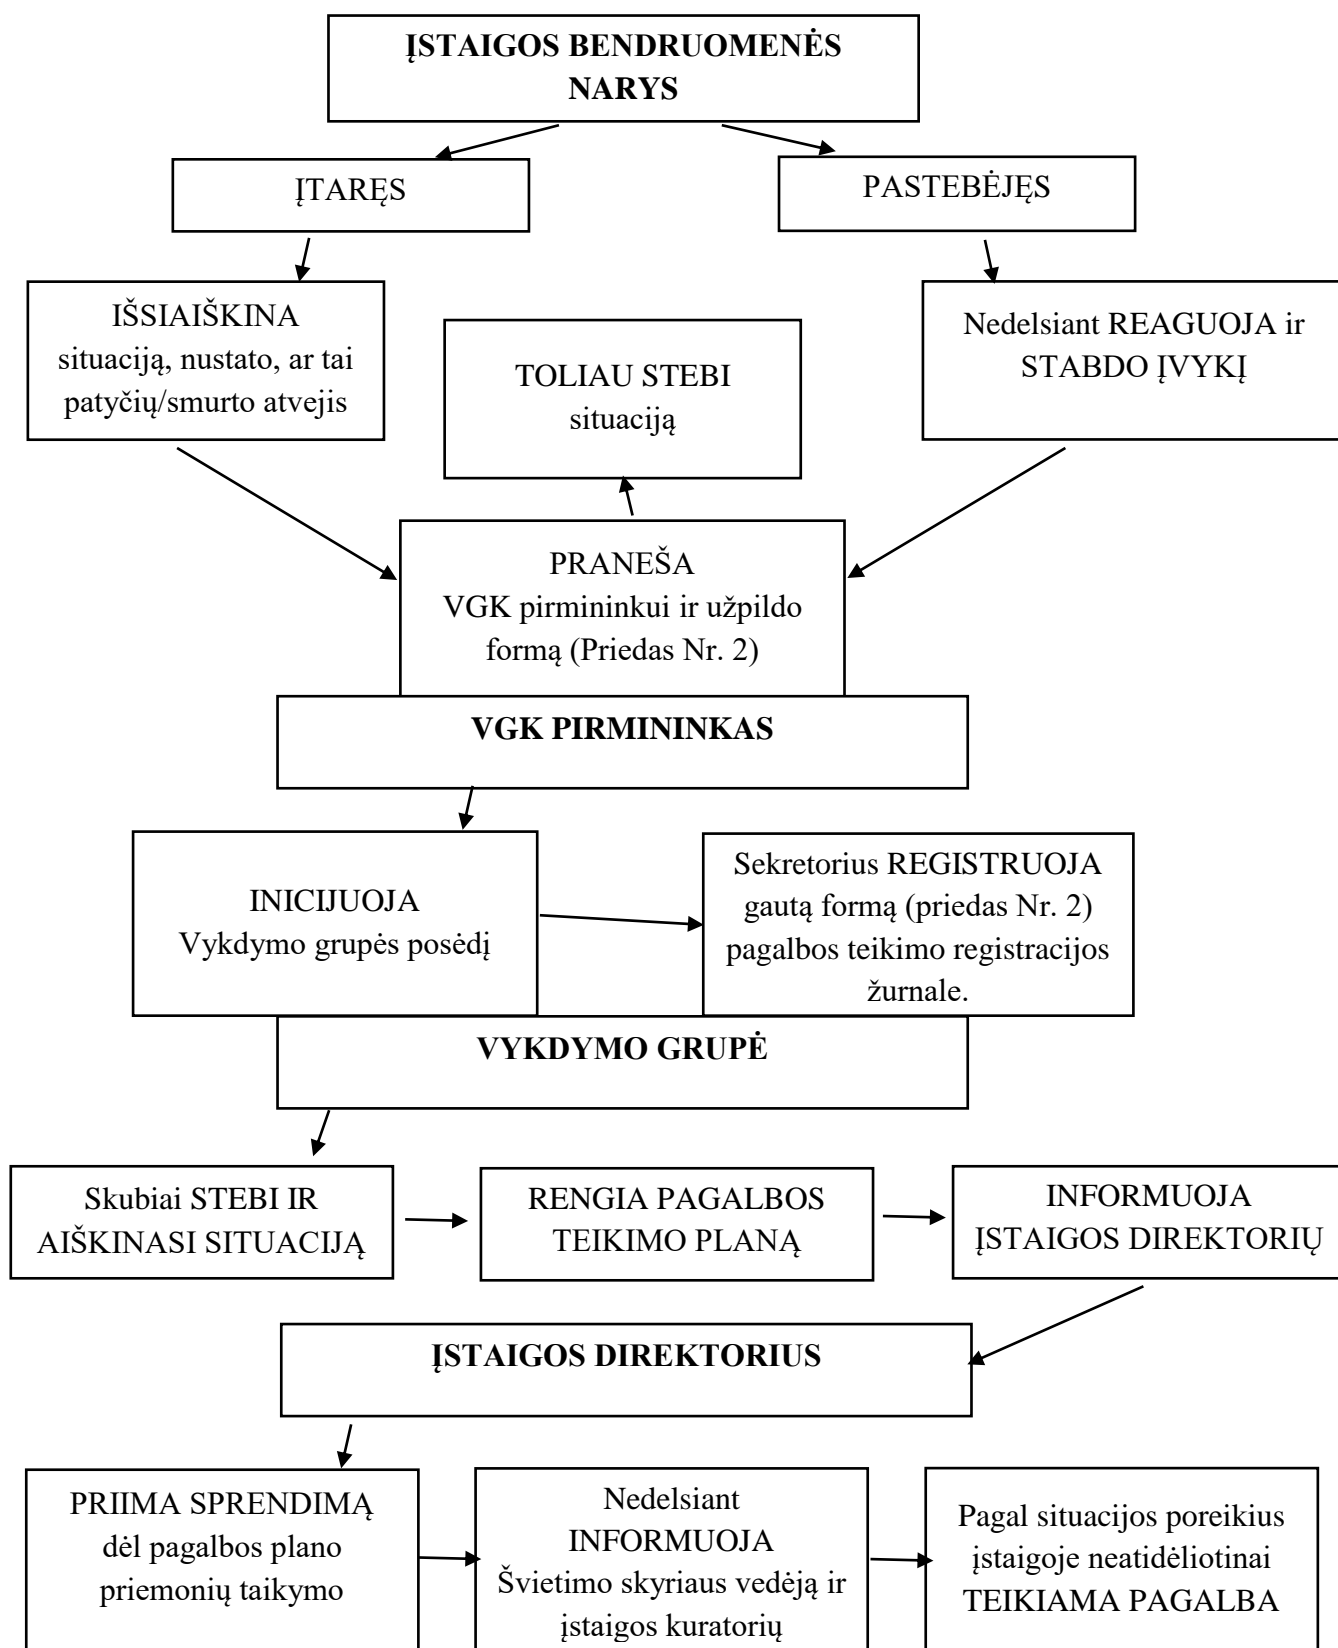 ĮSTAIGOS BENDRUOMENĖS
NARYS
ĮTARĘS
PASTEBĖJĘS
IŠSIAIŠKINA
situaciją, nustato, ar tai
patyčių/smurto atvejis
TOLIAU STEBI
situaciją
Nedelsiant REAGUOJA ir
STABDO ĮVYKĮ
PRANEŠA
VGK pirmininkui ir užpildo
formą (Priedas Nr. 2)
VGK PIRMININKAS
INICIJUOJA
Vykdymo grupės posėdį
Sekretorius REGISTRUOJA
gautą formą (priedas Nr. 2)
pagalbos teikimo registracijos
žurnale.
VYKDYMO GRUPĖ
Skubiai STEBI IR
AIŠKINASI SITUACIJĄ
RENGIA PAGALBOS
TEIKIMO PLANĄ
INFORMUOJA
ĮSTAIGOS DIREKTORIŲ
ĮSTAIGOS DIREKTORIUS
PRIIMA SPRENDIMĄ
dėl pagalbos plano
priemonių taikymo
Nedelsiant
INFORMUOJA
Švietimo skyriaus vedėją ir
įstaigos kuratorių
Pagal situacijos poreikius
įstaigoje neatidėliotinai
TEIKIAMA PAGALBA